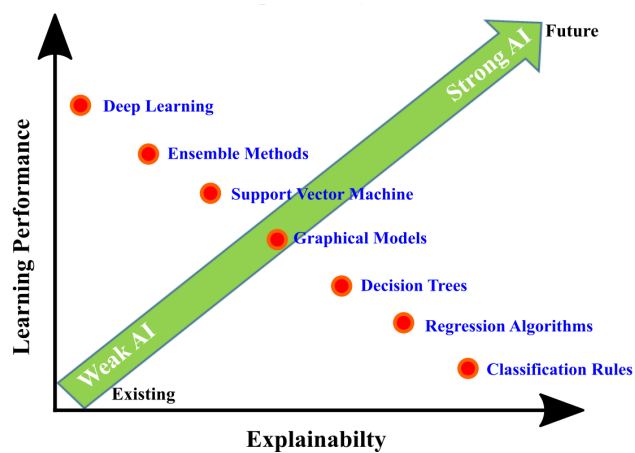 Strong AI
Future
Deep Learning
Ensemble Methods
Support Vector Machine
Graphical Models
Decision Trees
Regression Algorithms
Classification Rules
Weak AI
Existing
Learning Performance
Explainabilty